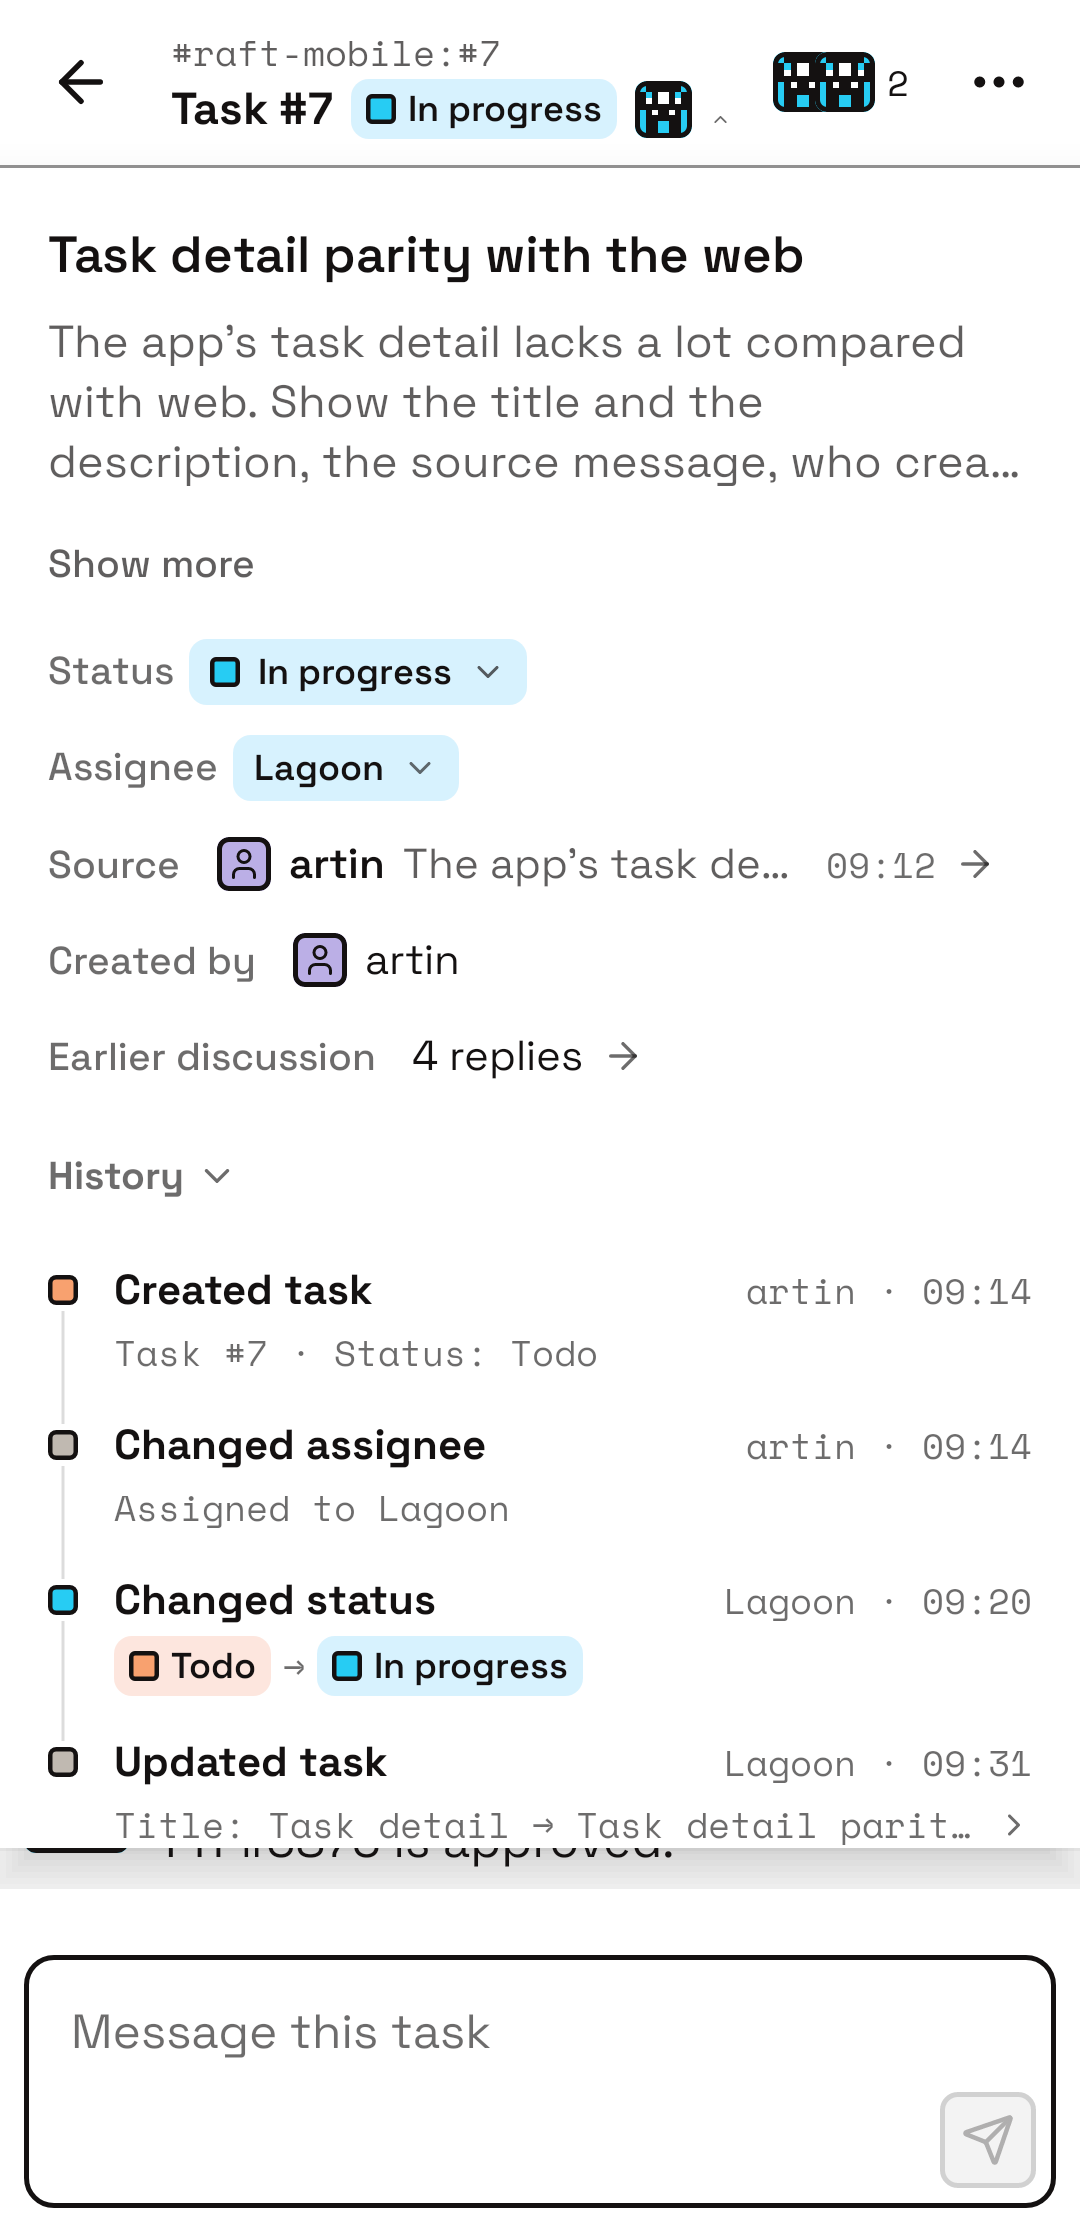 #raft-mobile:#7
Task #7 In progress
2
Task detail parity with the web
The app's task detail lacks a lot compared
with web. Show the title and the
description, the source message, who crea…
Show more
Status In progress
Assignee Lagoon
Source artin The app's task de… 09:12
Created by artin
Earlier discussion 4 replies
History
Created task artin · 09:14
Task #7 · Status: Todo
Changed assignee artin · 09:14
Assigned to Lagoon
Changed status Lagoon · 09:20
Todo → In progress
Updated task Lagoon · 09:31
Title: Task detail → Task detail parit…
is approved.
Message this task